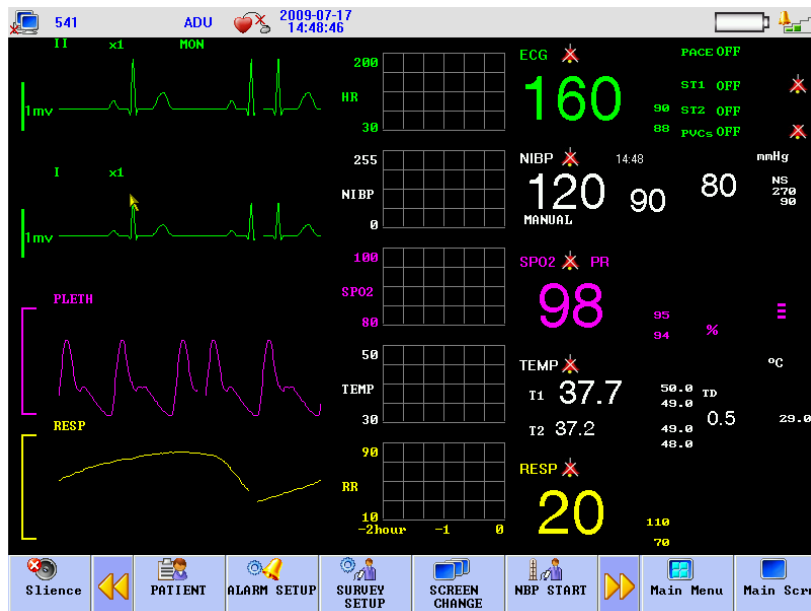 541 ADU 2009-07-17
14:48:46
II x1 MON
1mv
I x1
1mv
PLETH
RESP
200
HR
30
255
NIBP
0
100
SPO2
80
50
TEMP
30
90
RR
10
-2hour -1 0
ECG PACE OFF
160
ST1 OFF
90 ST2 OFF
88 PVCs OFF
NIBP 14:48 mmHg
120 90 80
NS
270
90
MANUAL
SPO2 PR
98
95
94 %
TEMP °C
T1 37.7 50.0 TD
49.0
0.5 29.0
T2 37.2 49.0
48.0
RESP
20
110
70
Slience
PATIENT
ALARM SETUP
SURVEY
SETUP
SCREEN
CHANGE
NBP START
Main Menu
Main Scr